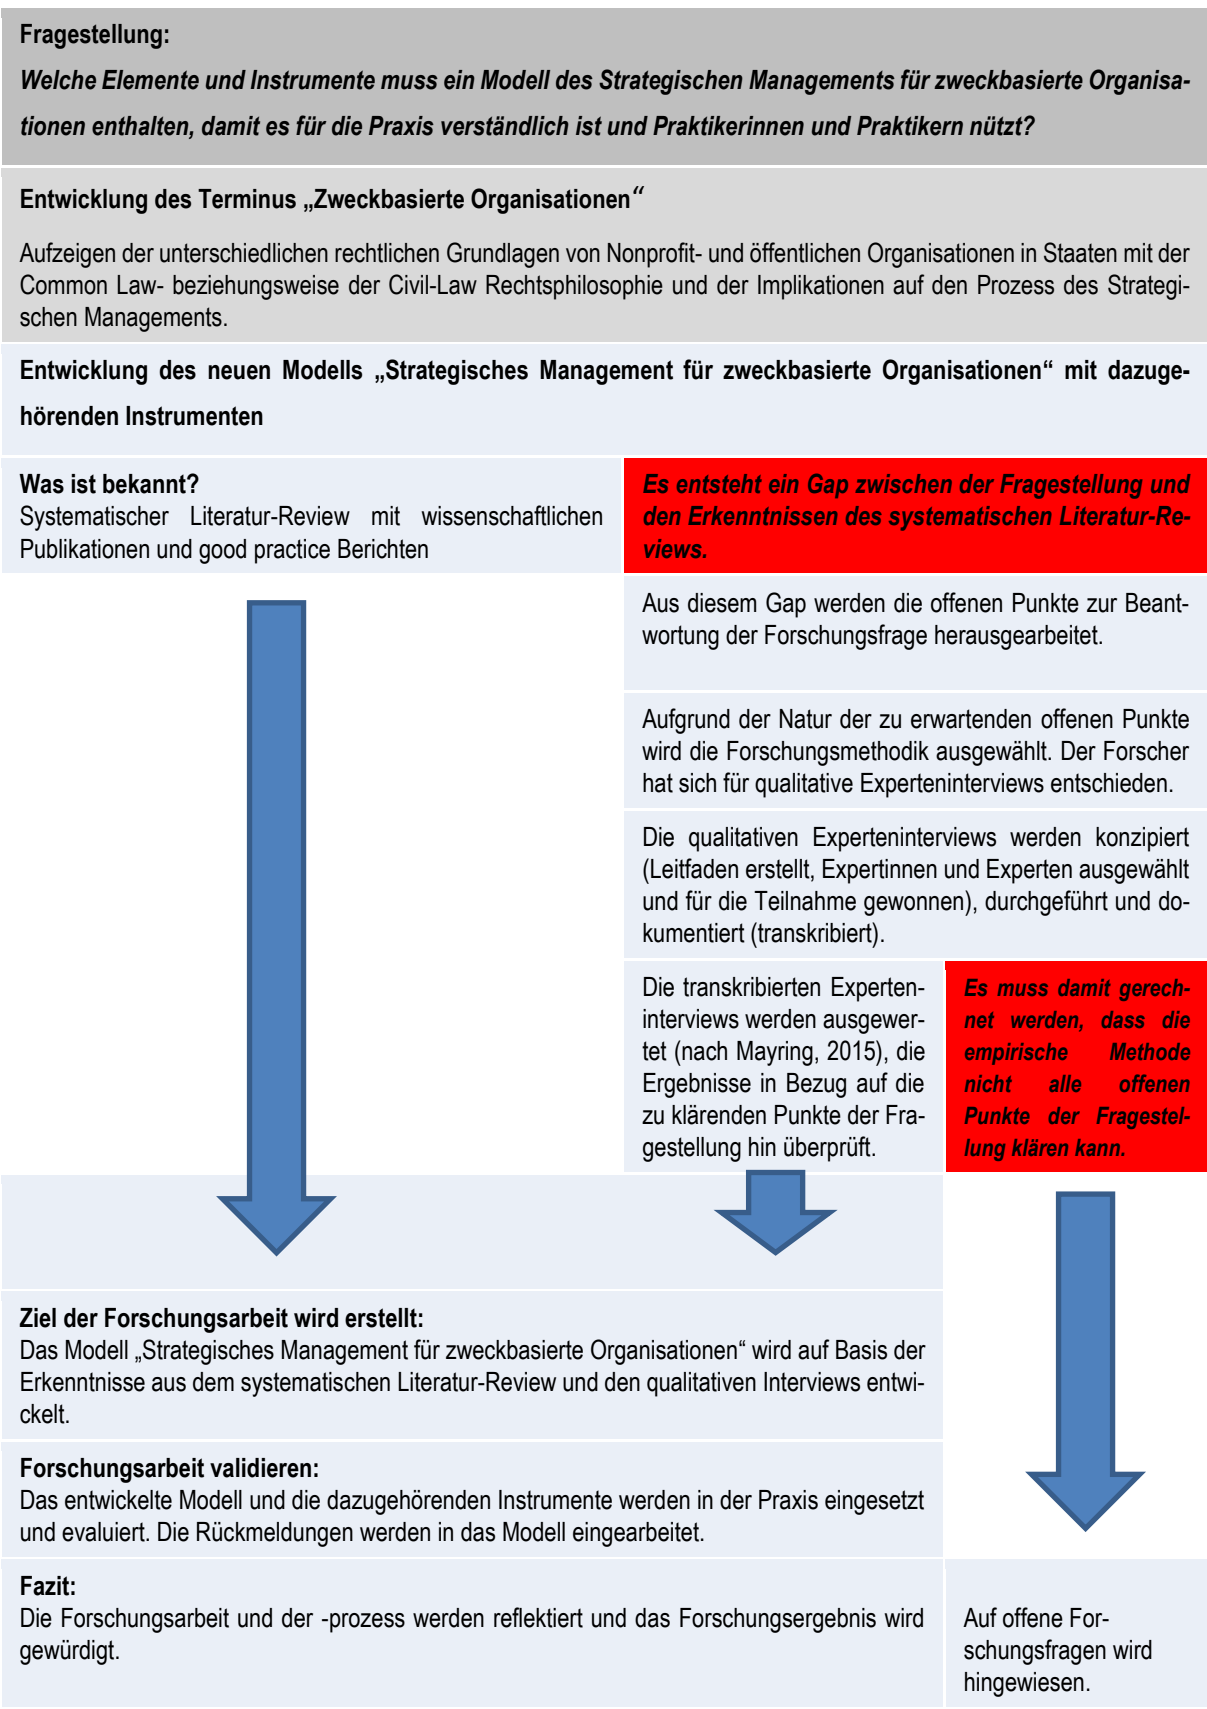 Fragestellung:
Welche Elemente und Instrumente muss ein Modell des Strategischen Managements für zweckbasierte Organisa-
tionen enthalten, damit es für die Praxis verständlich ist und Praktikerinnen und Praktikern nützt?
Entwicklung des Terminus „Zweckbasierte Organisationen“
Aufzeigen der unterschiedlichen rechtlichen Grundlagen von Nonprofit- und öffentlichen Organisationen in Staaten mit der
Common Law- beziehungsweise der Civil-Law Rechtsphilosophie und der Implikationen auf den Prozess des Strategi-
schen Managements.
Entwicklung des neuen Modells „Strategisches Management für zweckbasierte Organisationen“ mit dazuge-
hörenden Instrumenten
Was ist bekannt?
Systematischer Literatur-Review mit wissenschaftlichen
Publikationen und good practice Berichten
Es entsteht ein Gap zwischen der Fragestellung und
den Erkenntnissen des systematischen Literatur-Re-
views.
Aus diesem Gap werden die offenen Punkte zur Beant-
wortung der Forschungsfrage herausgearbeitet.
Aufgrund der Natur der zu erwartenden offenen Punkte
wird die Forschungsmethodik ausgewählt. Der Forscher
hat sich für qualitative Experteninterviews entschieden.
Die qualitativen Experteninterviews werden konzipiert
(Leitfaden erstellt, Expertinnen und Experten ausgewählt
und für die Teilnahme gewonnen), durchgeführt und do-
kumentiert (transkribiert).
Die transkribierten Experten-
interviews werden ausgewer-
tet (nach Mayring, 2015), die
Ergebnisse in Bezug auf die
zu klärenden Punkte der Fra-
gestellung hin überprüft.
Es muss damit gerech-
net werden, dass die
empirische Methode
nicht alle offenen
Punkte der Fragestel-
lung klären kann.
Ziel der Forschungsarbeit wird erstellt:
Das Modell „Strategisches Management für zweckbasierte Organisationen“ wird auf Basis der
Erkenntnisse aus dem systematischen Literatur-Review und den qualitativen Interviews entwi-
ckelt.
Forschungsarbeit validieren:
Das entwickelte Modell und die dazugehörenden Instrumente werden in der Praxis eingesetzt
und evaluiert. Die Rückmeldungen werden in das Modell eingearbeitet.
Fazit:
Die Forschungsarbeit und der -prozess werden reflektiert und das Forschungsergebnis wird
gewürdigt.
Auf offene For-
schungsfragen wird
hingewiesen.